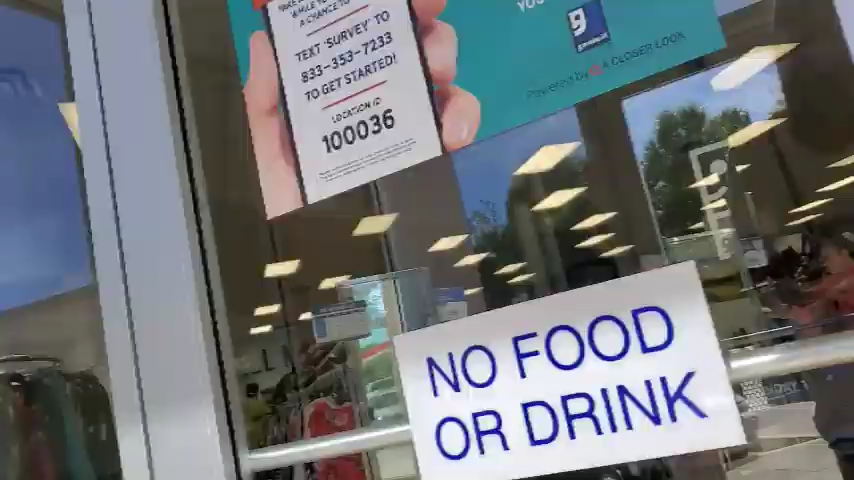 A CHANCE TO
TEXT 'SURVEY' TO
833-353-7233
TO GET STARTED!
LOCATION ID
100036
g
Powered by A CLOSER LOOK
NO FOOD
OR DRINK